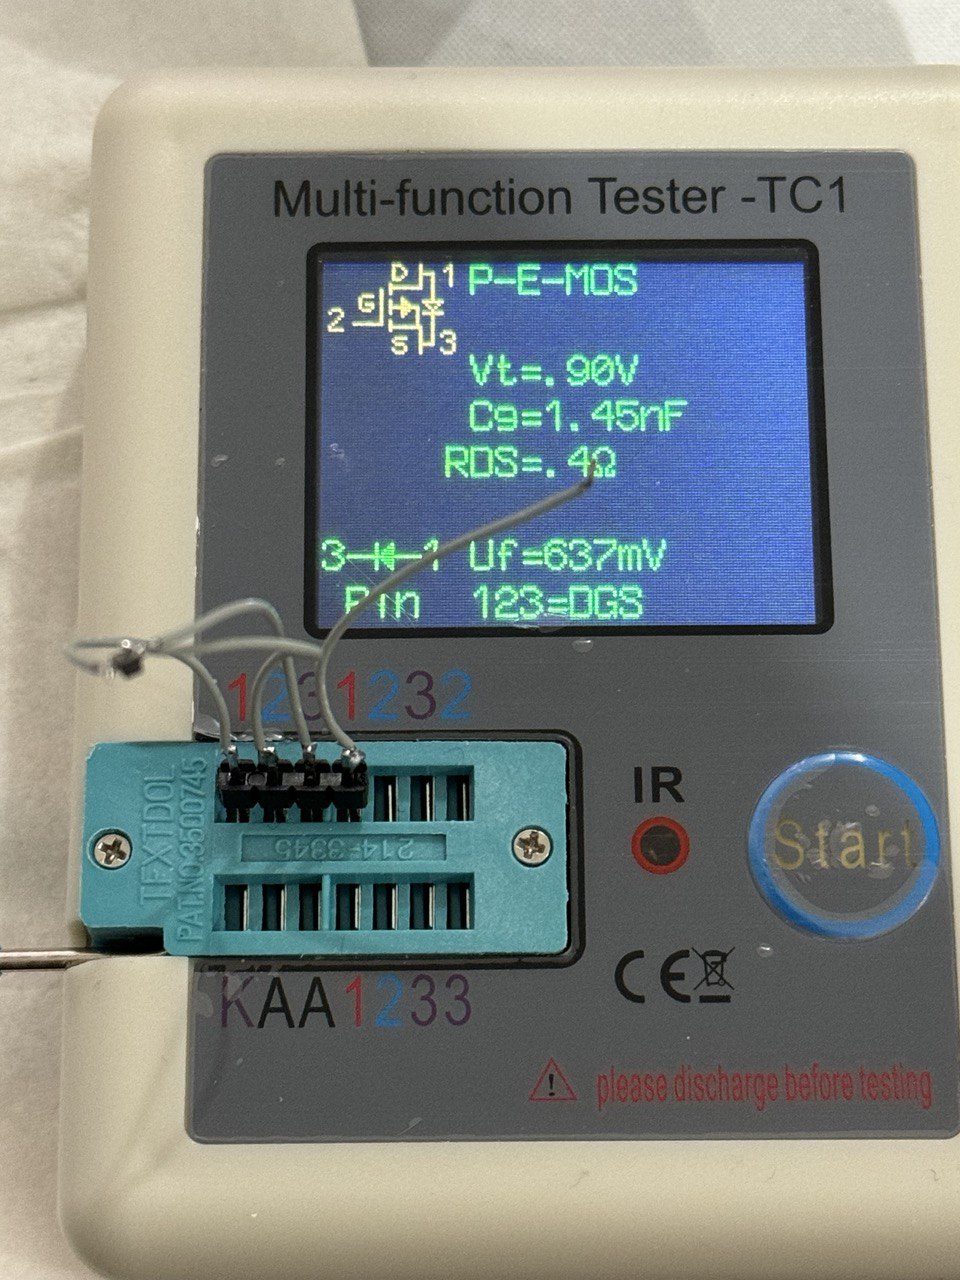 Multi-function Tester -TC1
D 1 P-E-MOS
G
2
S 3
Vt=.90V
Cg=1.45nF
RDS=.4Ω
3 1 Uf=637mV
Pin 123=DGS
1231232
TEXTOOL
PAT.NO.3500745
214-3345
IR
Start
CE
KAA1233
! please discharge before testing